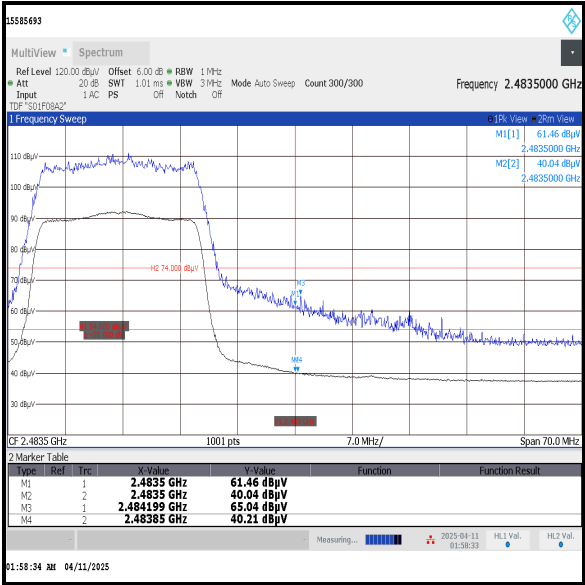 15585693
MultiView Spectrum
Ref Level 120.00 dBµV Offset 6.00 dB RBW 1 MHz
Att 20 dB SWT 1.01 ms VBW 3 MHz Mode Auto Sweep Count 300/300 Frequency 2.4835000 GHz
Input 1 AC PS Off Notch Off
TDF "S01F08A2"
1 Frequency Sweep 1Pk View 2Rm View
M1[1] 61.46 dBµV
2.4835000 GHz
M2[2] 40.04 dBµV
2.4835000 GHz
110 dBµV
100 dBµV
90 dBµV
80 dBµV
H2 74.000 dBµV
70 dBµV
M3
M1
60 dBµV
50 dBµV
M4
40 dBµV
30 dBµV
CF 2.4835 GHz 1001 pts 7.0 MHz/ Span 70.0 MHz
2 Marker Table
Type Ref Trc X-Value Y-Value Function Function Result
M1 1 2.4835 GHz 61.46 dBµV
M2 2 2.4835 GHz 40.04 dBµV
M3 1 2.484199 GHz 65.04 dBµV
M4 2 2.48385 GHz 40.21 dBµV
Measuring... 2025-04-11 HL1 Val. HL2 Val.
01:58:33
01:58:34 AM 04/11/2025